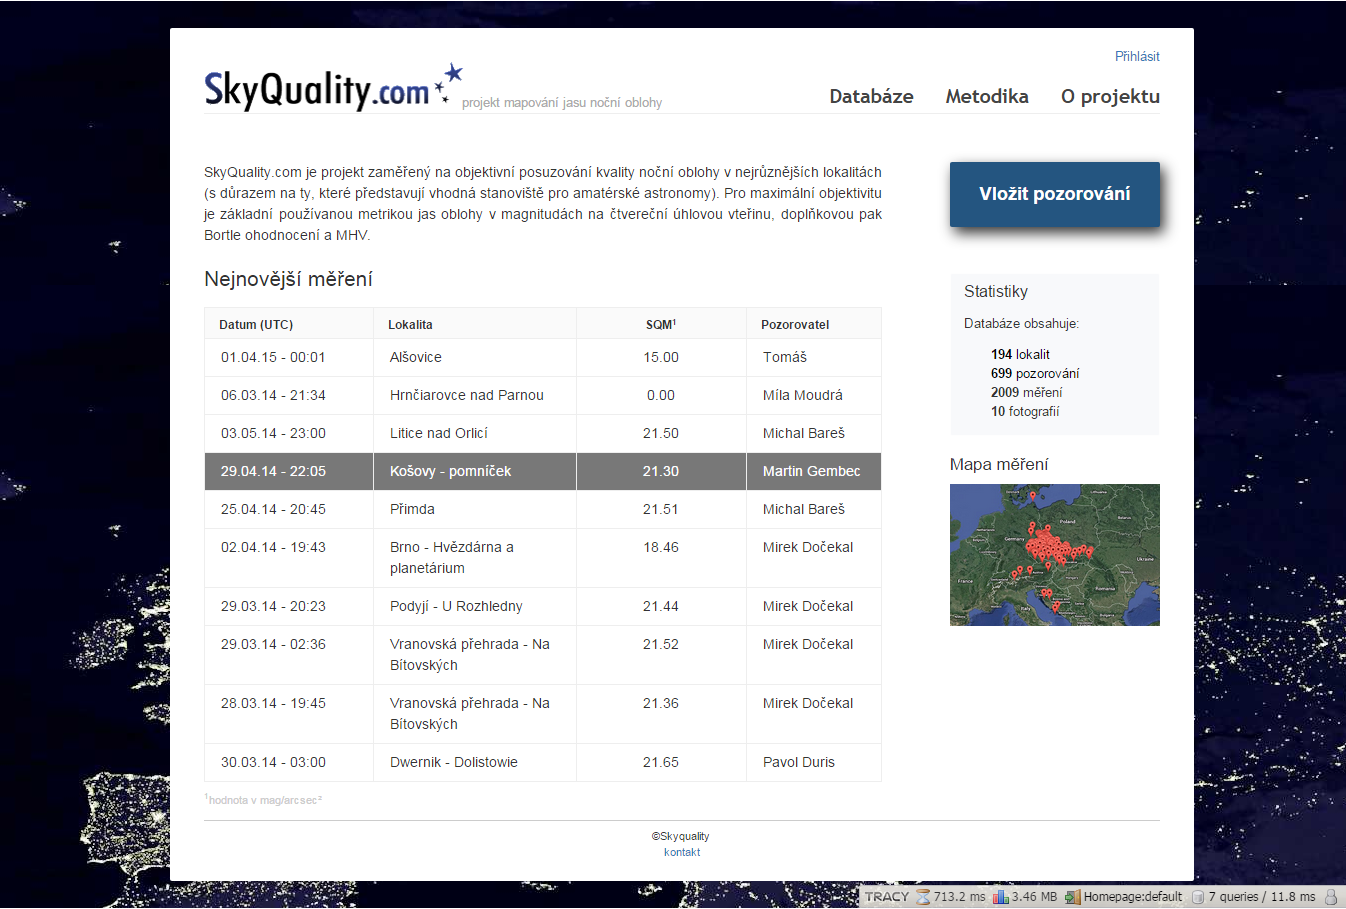 Přihlásit
SkyQuality.com
projekt mapování jasu noční oblohy
Databáze Metodika O projektu
SkyQuality.com je projekt zaměřený na objektivní posuzování kvality noční oblohy v nejrůznějších lokalitách
(s důrazem na ty, které představují vhodná stanoviště pro amatérské astronomy). Pro maximální objektivitu
je základní používanou metrikou jas oblohy v magnitudách na čtvereční úhlovou vteřinu, doplňkovou pak
Bortle ohodnocení a MHV.
Vložit pozorování
Nejnovější měření
Datum (UTC) Lokalita SQM¹ Pozorovatel
01.04.15 - 00:01 Alšovice 15.00 Tomáš
06.03.14 - 21:34 Hrnčiarovce nad Parnou 0.00 Míla Moudrá
03.05.14 - 23:00 Litice nad Orlicí 21.50 Michal Bareš
29.04.14 - 22:05 Košovy - pomníček 21.30 Martin Gembec
25.04.14 - 20:45 Přimda 21.51 Michal Bareš
02.04.14 - 19:43 Brno - Hvězdárna a 18.46 Mirek Dočekal
planetárium
29.03.14 - 20:23 Podyjí - U Rozhledny 21.44 Mirek Dočekal
29.03.14 - 02:36 Vranovská přehrada - Na 21.52 Mirek Dočekal
Bítovských
28.03.14 - 19:45 Vranovská přehrada - Na 21.36 Mirek Dočekal
Bítovských
30.03.14 - 03:00 Dwernik - Dolistowie 21.65 Pavol Duris
¹hodnota v mag/arcsec²
Statistiky
Databáze obsahuje:
194 lokalit
699 pozorování
2009 měření
10 fotografií
Mapa měření
Poland
Germany
Ukraine
France
Romania
Italy
©Skyquality
kontakt
TRACY 713.2 ms 3.46 MB Homepage:default 7 queries / 11.8 ms